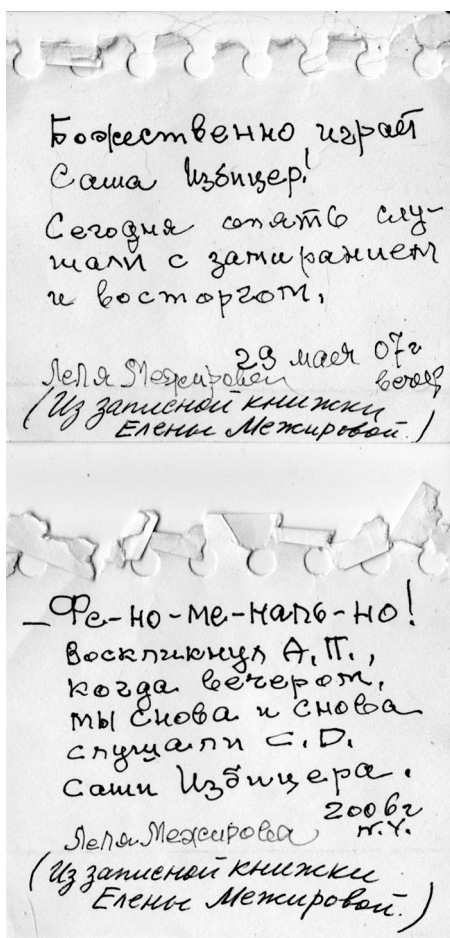 Божественно играет
Саша Избицер!
Сегодня опять слу-
шали с замиранием
и восторгом.
29 мая 07г
Леля Межирова вечер
(Из записной книжки
Елены Межировой.)
– Фе-но-ме-наль-но!
Воскликнул А.П.,
когда вечером,
мы снова и снова
слушали C.D.
Саши Избицера.
2006г
Леля Межирова N.Y.
(Из записной книжки
Елены Межировой.)